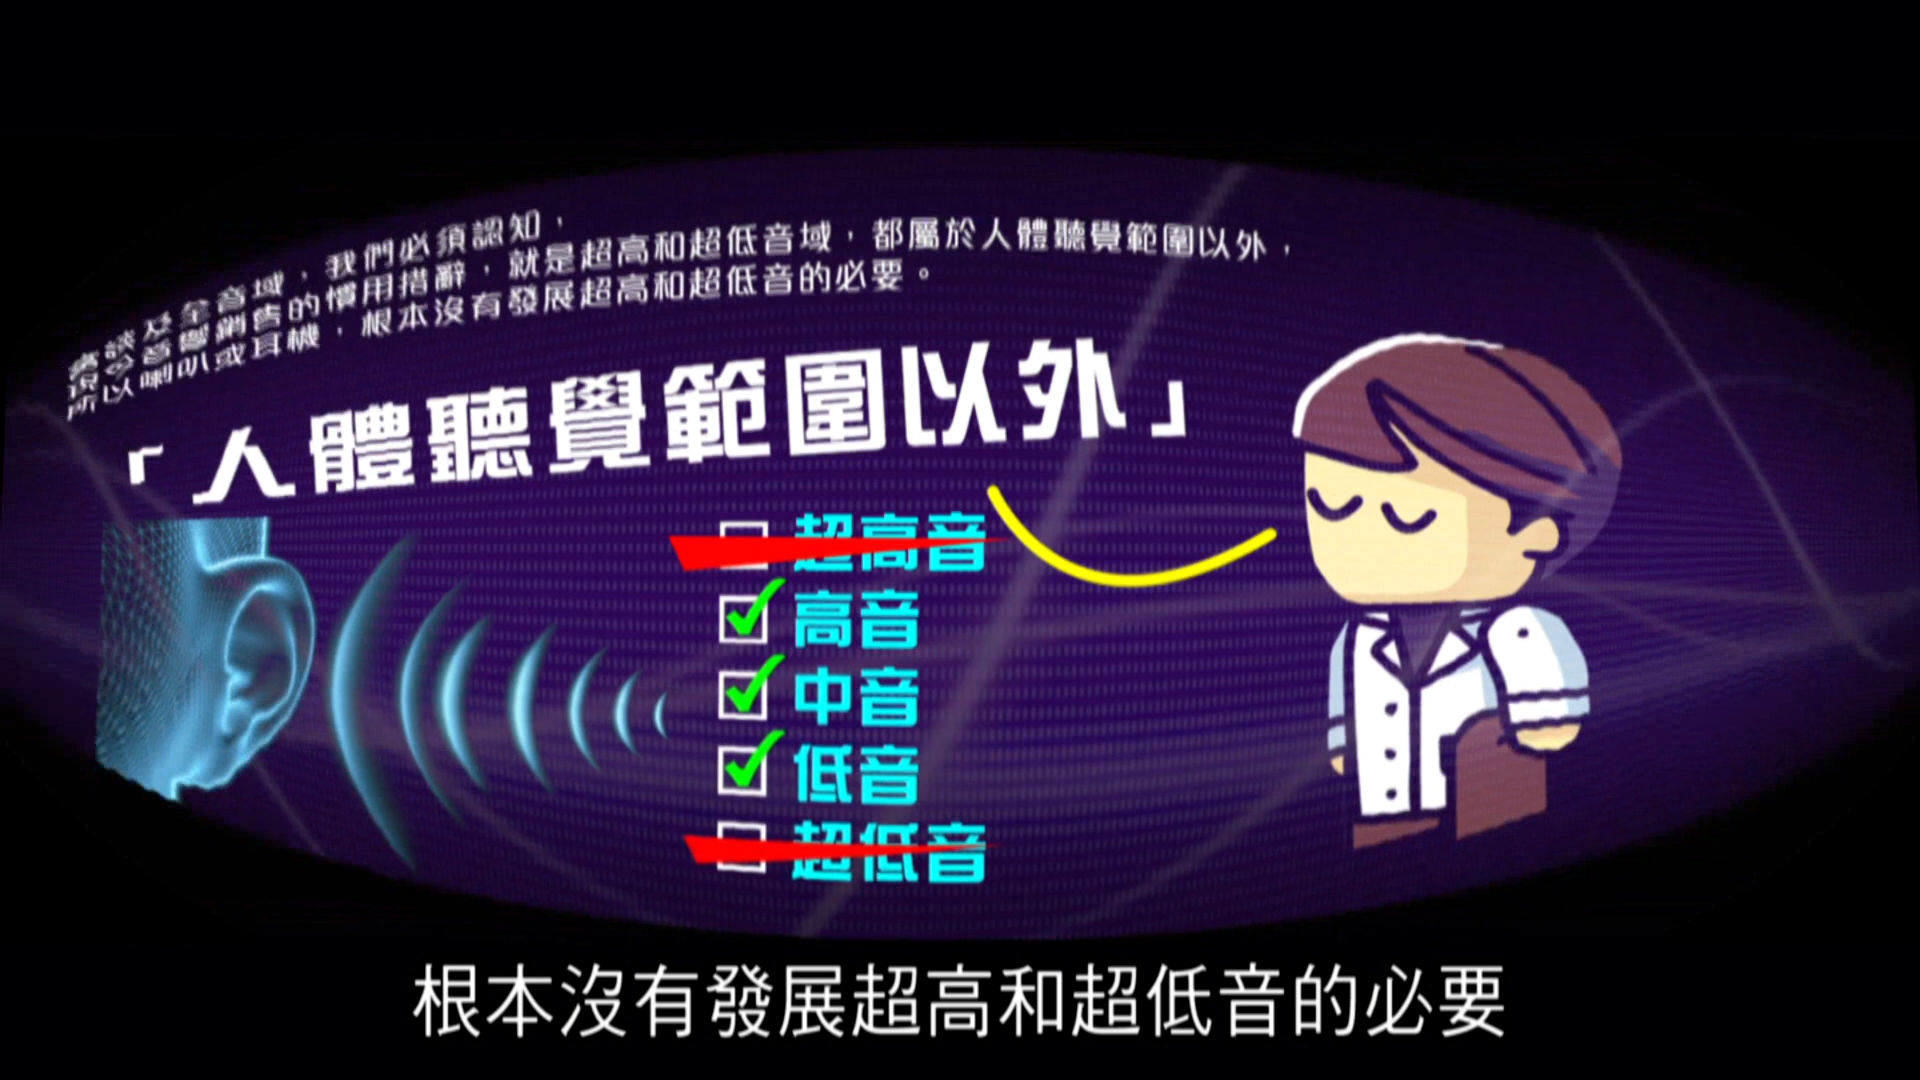 當談及全音域，我們必須認知，
現今音響銷售的慣用措辭，就是超高和超低音域，都屬於人體聽覺範圍以外，
所以喇叭或耳機，根本沒有發展超高和超低音的必要。
「人體聽覺範圍以外」
超高音
高音
中音
低音
超低音
根本沒有發展超高和超低音的必要